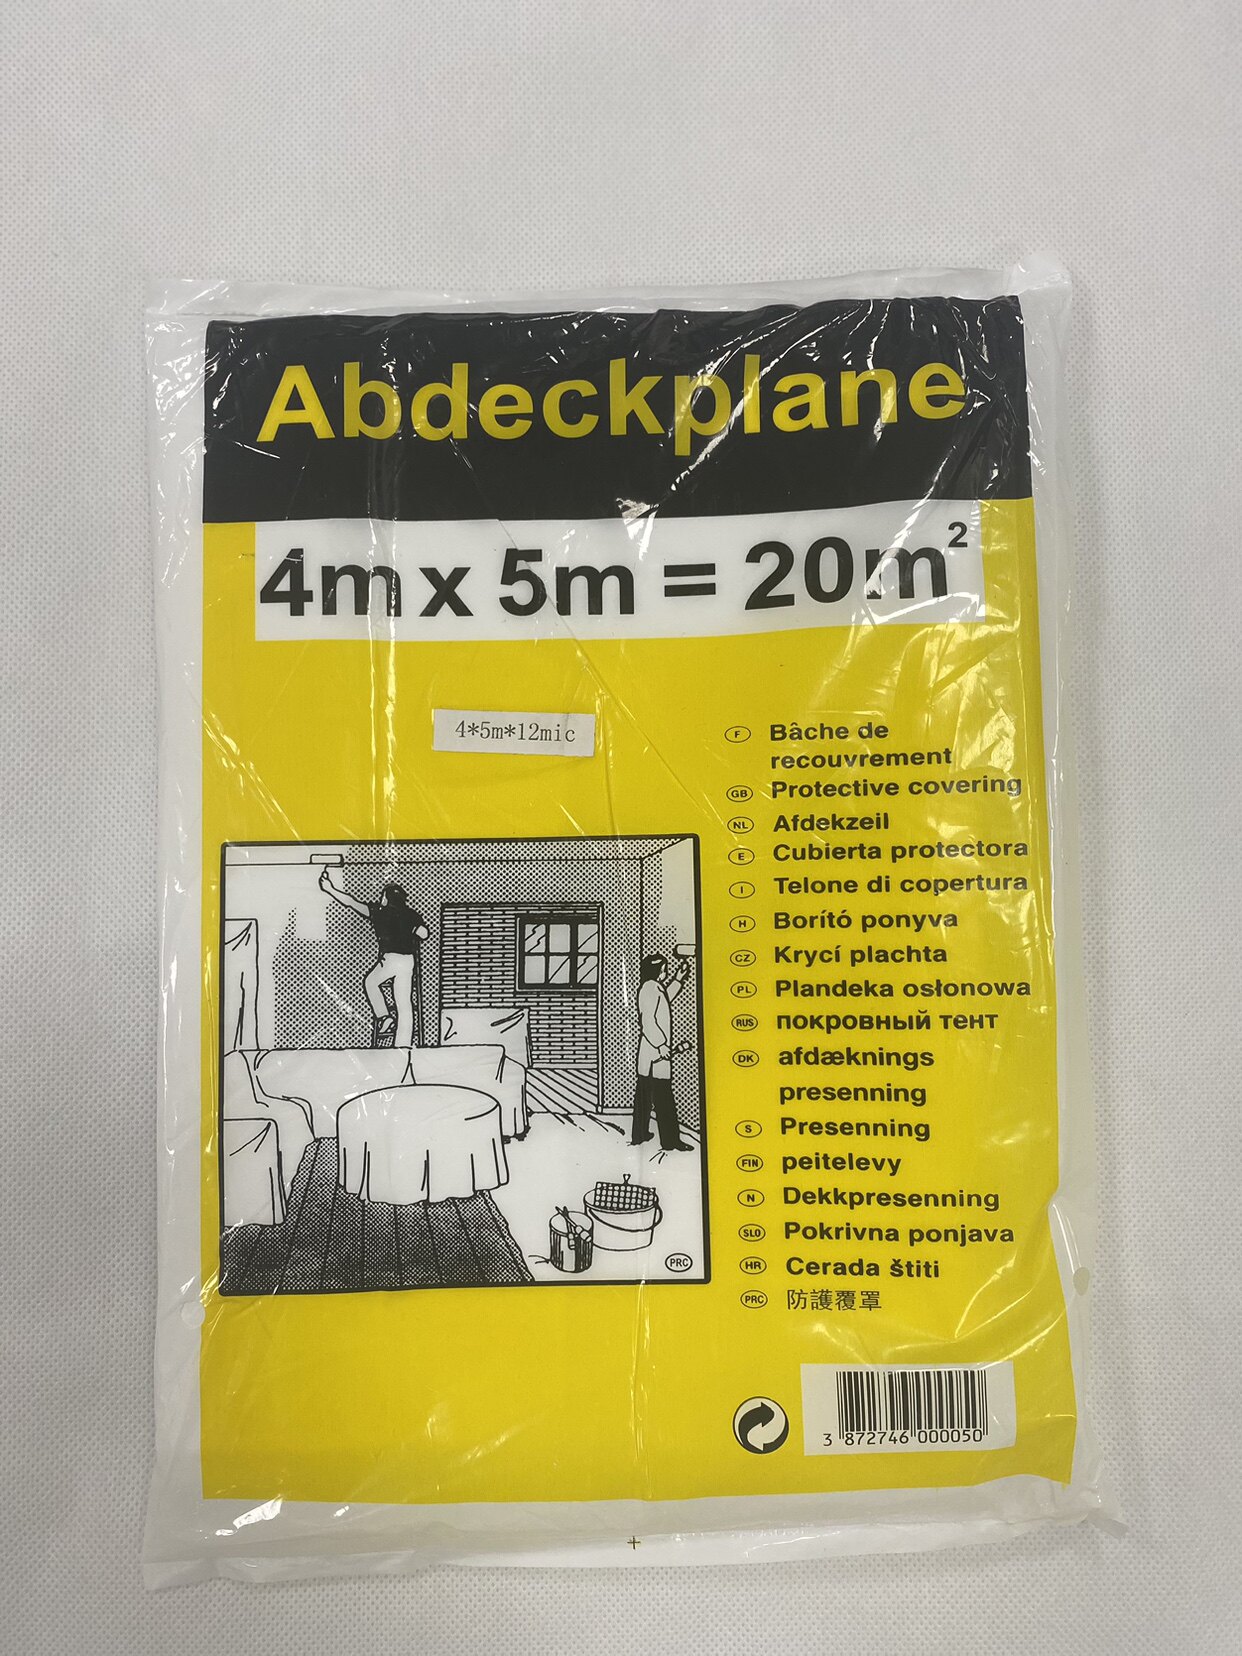 Abdeckplane
4m x 5m = 20m²
4*5m*12mic
F Bâche de
recouvrement
GB Protective covering
NL Afdekzeil
E Cubierta protectora
I Telone di copertura
H Borító ponyva
CZ Krycí plachta
PL Plandeka osłonowa
RUS покровный тент
DK afdæknings
presenning
S Presenning
FIN peitelevy
N Dekkpresenning
SLO Pokrivna ponjava
HR Cerada štiti
PRC 防護覆罩
PRC
3 872746 000050